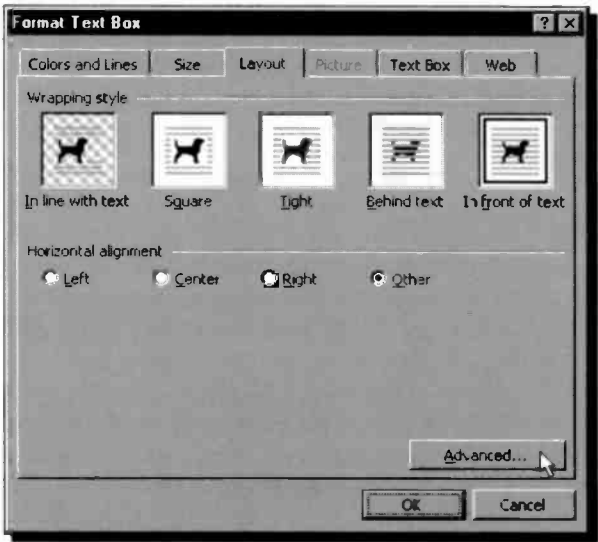 Format Text Box
Colors and Lines Size Layout Picture Text Box Web
Wrapping style
In line with text Square Tight Behind text In front of text
Horizontal alignment
Left Center Right Other
Advanced...
OK Cancel